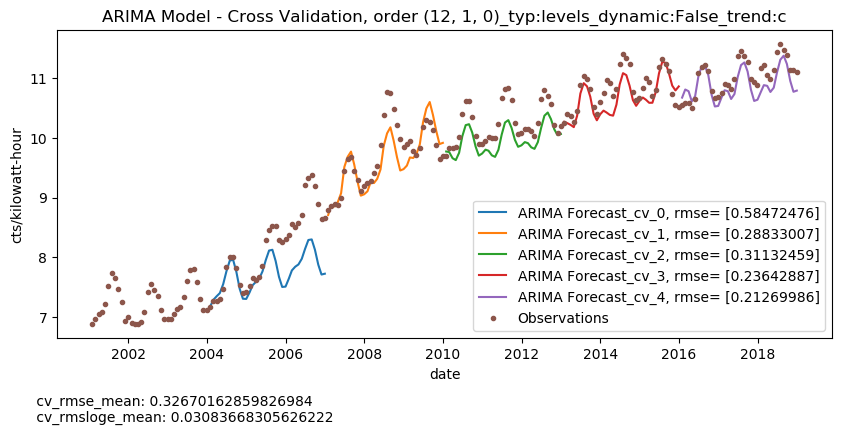 ARIMA Model - Cross Validation, order (12, 1, 0)_typ:levels_dynamic:False_trend:c
cts/kilowatt-hour
11
10
9
8
7
ARIMA Forecast_cv_0, rmse= [0.58472476]
ARIMA Forecast_cv_1, rmse= [0.28833007]
ARIMA Forecast_cv_2, rmse= [0.31132459]
ARIMA Forecast_cv_3, rmse= [0.23642887]
ARIMA Forecast_cv_4, rmse= [0.21269986]
Observations
2002 2004 2006 2008 2010 2012 2014 2016 2018
date
cv_rmse_mean: 0.32670162859826984
cv_rmsloge_mean: 0.03083668305626222